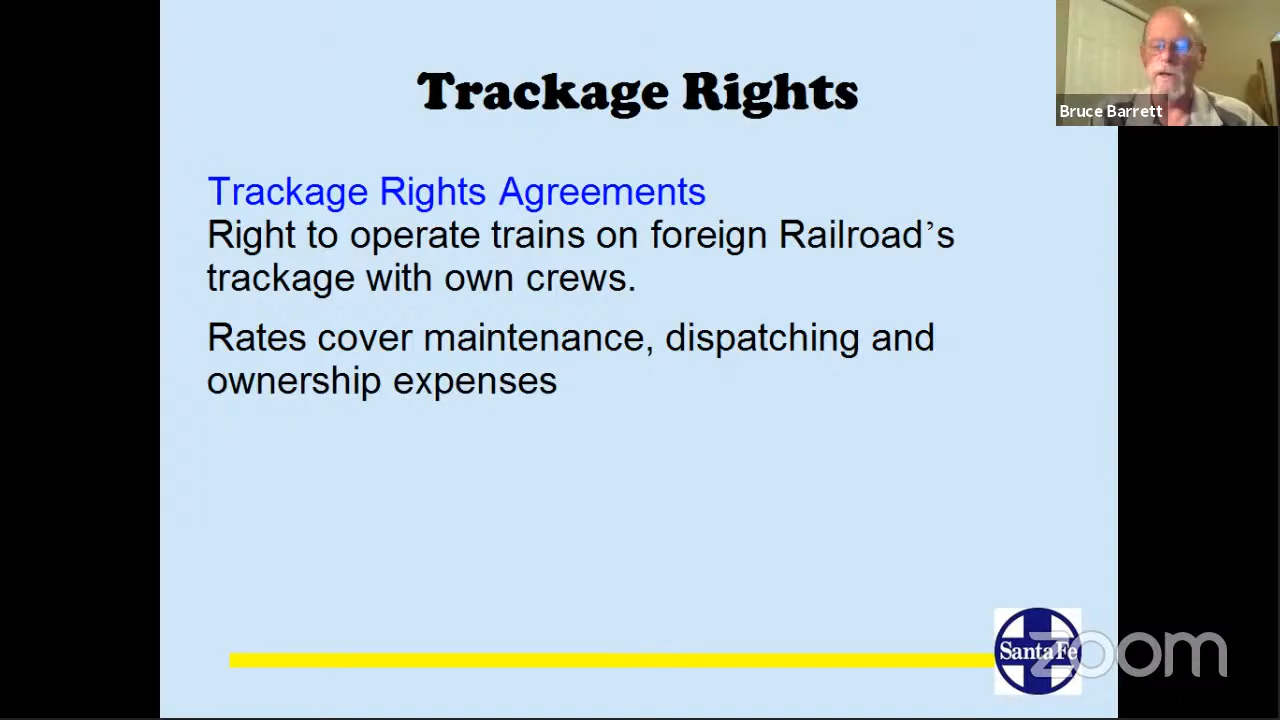 Trackage Rights
Bruce Barrett
Trackage Rights Agreements
Right to operate trains on foreign Railroad’s
trackage with own crews.
Rates cover maintenance, dispatching and
ownership expenses
Santa Fe
zoom